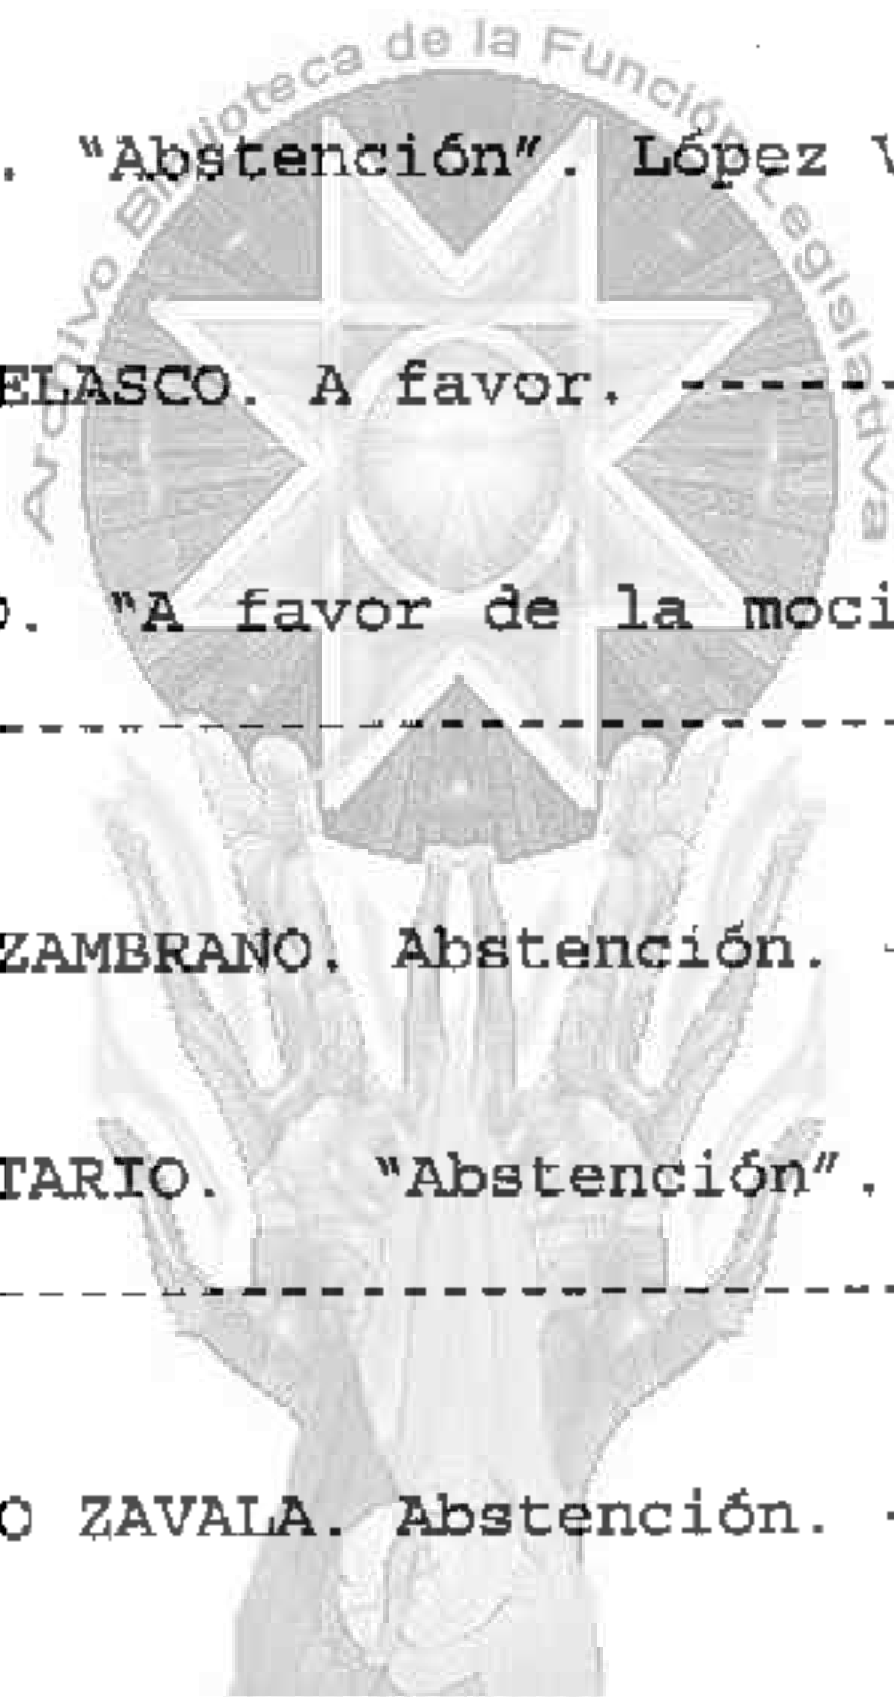 Archivo Biblioteca de la Función Legislativa
. "Abstención". López V
ELASCO. A favor. -----
O. "A favor de la moci
--------------------
ZAMBRANO. Abstención. -
TARIO. "Abstención".
--------------------
O ZAVALA. Abstención. -